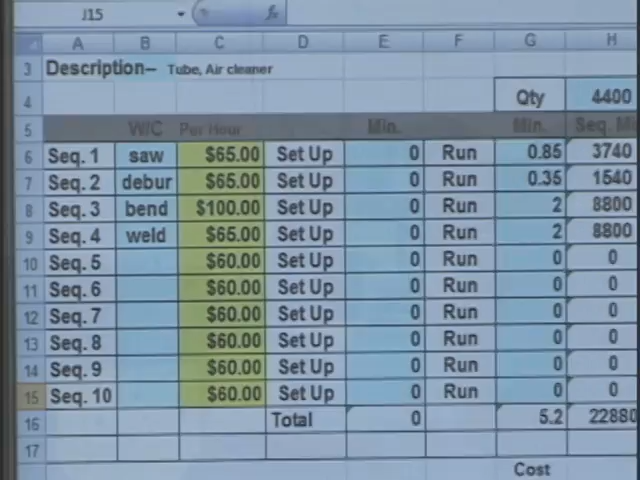 J15 fx
A B C D E F G H
3 Description– Tube, Air cleaner
4 Qty 4400
5 W/C Per Hour Min. Min. Seq. Mi
6 Seq. 1 saw $65.00 Set Up 0 Run 0.85 3740
7 Seq. 2 debur $65.00 Set Up 0 Run 0.35 1540
8 Seq. 3 bend $100.00 Set Up 0 Run 2 8800
9 Seq. 4 weld $65.00 Set Up 0 Run 2 8800
10 Seq. 5 $60.00 Set Up 0 Run 0 0
11 Seq. 6 $60.00 Set Up 0 Run 0 0
12 Seq. 7 $60.00 Set Up 0 Run 0 0
13 Seq. 8 $60.00 Set Up 0 Run 0 0
14 Seq. 9 $60.00 Set Up 0 Run 0 0
15 Seq. 10 $60.00 Set Up 0 Run 0 0
16 Total 0 5.2 22880
17
Cost